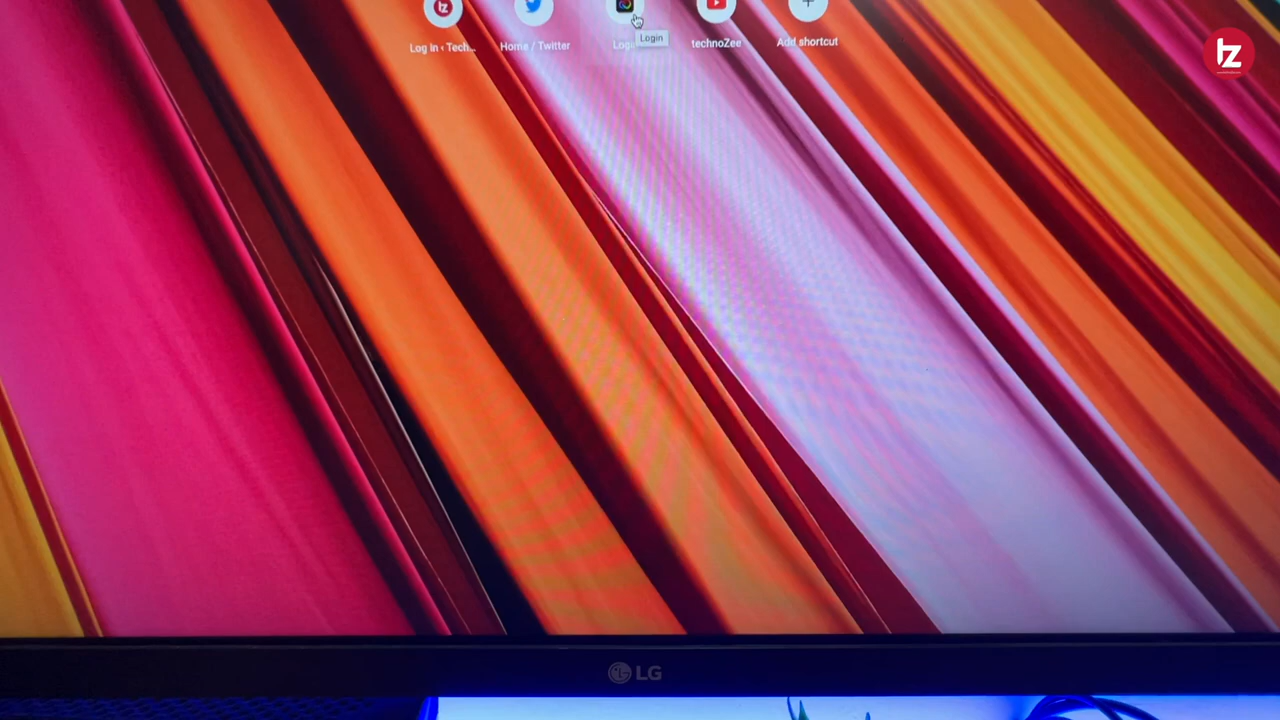 Log In ‹ Tech...
Home / Twitter
Login
technoZee
Add shortcut
tz
LG